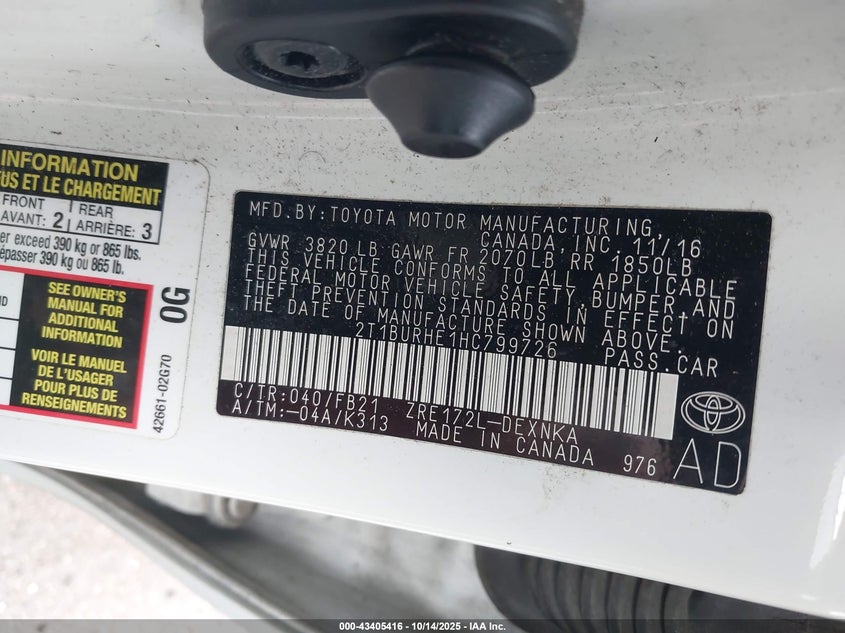 INFORMATION
US ET LE CHARGEMENT
FRONT
AVANT: 2
REAR
ARRIÈRE: 3
er exceed 390 kg or 865 lbs.
épasser 390 kg ou 865 lb.
SEE OWNER'S
MANUAL FOR
ADDITIONAL
INFORMATION
VOIR LE MANUEL
DE L'USAGER
POUR PLUS DE
RENSEIGNEMENTS
0G
42661-02G70
MFD.BY:TOYOTA MOTOR MANUFACTURING,
CANADA, INC. 11/16
GVWR 3820 LB GAWR FR 2070LB, RR 1850LB
THIS VEHICLE CONFORMS TO ALL APPLICABLE
FEDERAL MOTOR VEHICLE SAFETY, BUMPER, AND
THEFT PREVENTION STANDARDS IN EFFECT ON
THE DATE OF MANUFACTURE SHOWN ABOVE.
2T1BURHE1HC799726 PASS.CAR
C/TR:040/FB21 ZRE172L-DEXNKA
A/TM:-04A/K313 MADE IN CANADA 976
AD
000-43405416 - 10/14/2025 - IAA Inc.